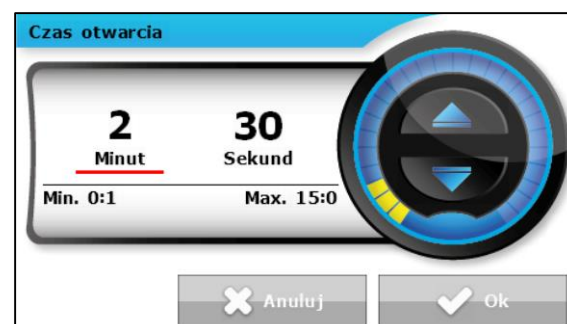 Czas otwarcia
2 30
Minut Sekund
Min. 0:1 Max. 15:0
Anuluj Ok